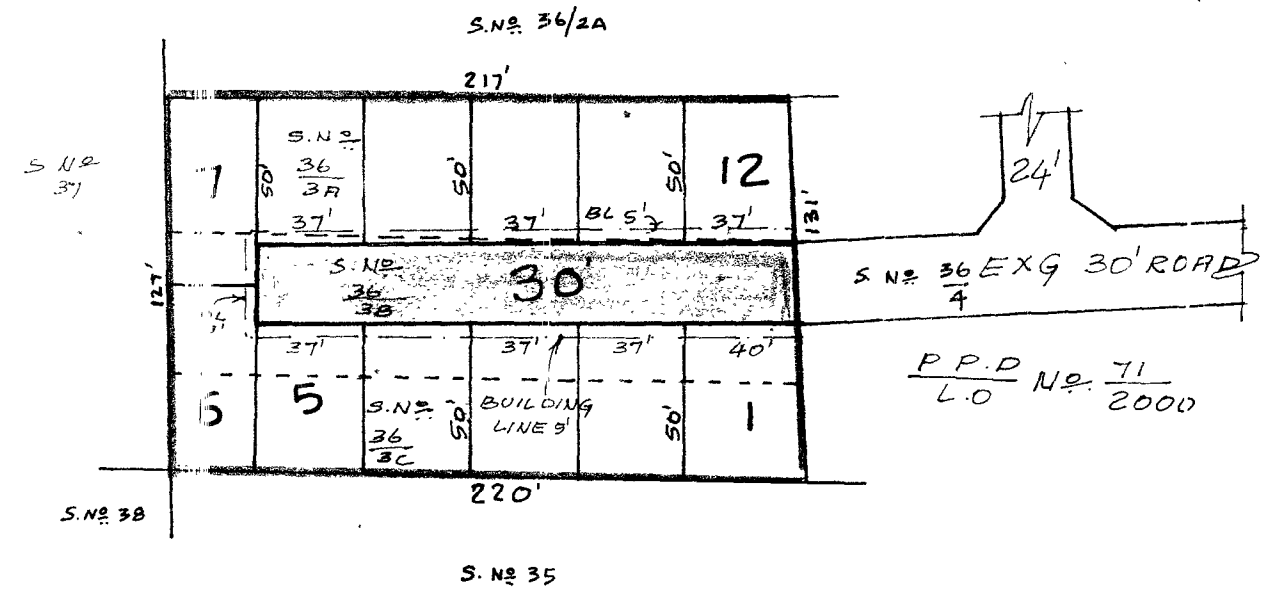 S.Nº 36/2A
217'
S Nº
37
7
50'
S.Nº
36
3A
50'
50'
12
37'
37'
BL 5'
37'
131'
24'
127'
S.Nº
36
3B
30'
S. Nº 36
4
EXG 30' ROAD
37'
37'
37'
40'
P.P.D
L.O
Nº 71
2000
6
5
S.Nº
36
3C
50'
BUILDING
LINE 5'
50'
1
220'
S.Nº 38
S. Nº 35